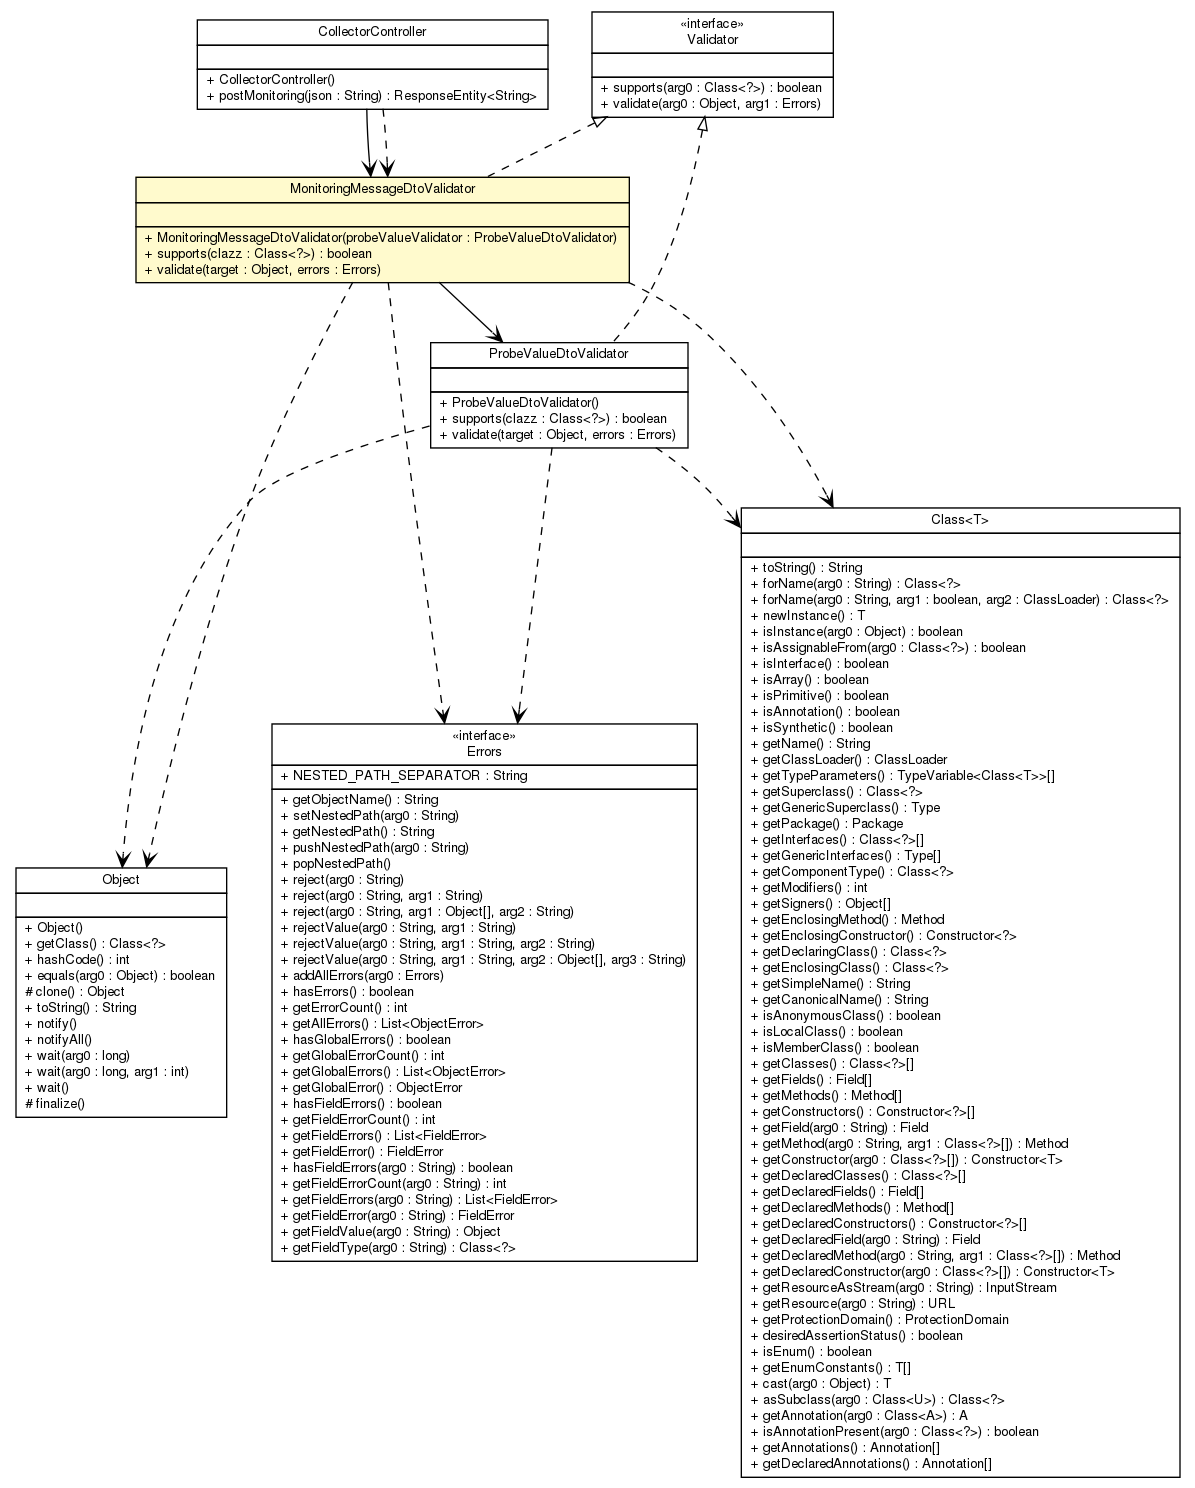 CollectorController
+ CollectorController()
+ postMonitoring(json : String) : ResponseEntity<String>
«interface»
Validator
+ supports(arg0 : Class<?>) : boolean
+ validate(arg0 : Object, arg1 : Errors)
MonitoringMessageDtoValidator
+ MonitoringMessageDtoValidator(probeValueValidator : ProbeValueDtoValidator)
+ supports(clazz : Class<?>) : boolean
+ validate(target : Object, errors : Errors)
ProbeValueDtoValidator
+ ProbeValueDtoValidator()
+ supports(clazz : Class<?>) : boolean
+ validate(target : Object, errors : Errors)
Class<T>
+ toString() : String
+ forName(arg0 : String) : Class<?>
+ forName(arg0 : String, arg1 : boolean, arg2 : ClassLoader) : Class<?>
+ newInstance() : T
+ isInstance(arg0 : Object) : boolean
+ isAssignableFrom(arg0 : Class<?>) : boolean
+ isInterface() : boolean
+ isArray() : boolean
+ isPrimitive() : boolean
+ isAnnotation() : boolean
+ isSynthetic() : boolean
+ getName() : String
+ getClassLoader() : ClassLoader
+ getTypeParameters() : TypeVariable<Class<T>>[]
+ getSuperclass() : Class<?>
+ getGenericSuperclass() : Type
+ getPackage() : Package
+ getInterfaces() : Class<?>[]
+ getGenericInterfaces() : Type[]
+ getComponentType() : Class<?>
+ getModifiers() : int
+ getSigners() : Object[]
+ getEnclosingMethod() : Method
+ getEnclosingConstructor() : Constructor<?>
+ getDeclaringClass() : Class<?>
+ getEnclosingClass() : Class<?>
+ getSimpleName() : String
+ getCanonicalName() : String
+ isAnonymousClass() : boolean
+ isLocalClass() : boolean
+ isMemberClass() : boolean
+ getClasses() : Class<?>[]
+ getFields() : Field[]
+ getMethods() : Method[]
+ getConstructors() : Constructor<?>[]
+ getField(arg0 : String) : Field
+ getMethod(arg0 : String, arg1 : Class<?>[]) : Method
+ getConstructor(arg0 : Class<?>[]) : Constructor<T>
+ getDeclaredClasses() : Class<?>[]
+ getDeclaredFields() : Field[]
+ getDeclaredMethods() : Method[]
+ getDeclaredConstructors() : Constructor<?>[]
+ getDeclaredField(arg0 : String) : Field
+ getDeclaredMethod(arg0 : String, arg1 : Class<?>[]) : Method
+ getDeclaredConstructor(arg0 : Class<?>[]) : Constructor<T>
+ getResourceAsStream(arg0 : String) : InputStream
+ getResource(arg0 : String) : URL
+ getProtectionDomain() : ProtectionDomain
+ desiredAssertionStatus() : boolean
+ isEnum() : boolean
+ getEnumConstants() : T[]
+ cast(arg0 : Object) : T
+ asSubclass(arg0 : Class<U>) : Class<?>
+ getAnnotation(arg0 : Class<A>) : A
+ isAnnotationPresent(arg0 : Class<?>) : boolean
+ getAnnotations() : Annotation[]
+ getDeclaredAnnotations() : Annotation[]
«interface»
Errors
+ NESTED_PATH_SEPARATOR : String
+ getObjectName() : String
+ setNestedPath(arg0 : String)
+ getNestedPath() : String
+ pushNestedPath(arg0 : String)
+ popNestedPath()
+ reject(arg0 : String)
+ reject(arg0 : String, arg1 : String)
+ reject(arg0 : String, arg1 : Object[], arg2 : String)
+ rejectValue(arg0 : String, arg1 : String)
+ rejectValue(arg0 : String, arg1 : String, arg2 : String)
+ rejectValue(arg0 : String, arg1 : String, arg2 : Object[], arg3 : String)
+ addAllErrors(arg0 : Errors)
+ hasErrors() : boolean
+ getErrorCount() : int
+ getAllErrors() : List<ObjectError>
+ hasGlobalErrors() : boolean
+ getGlobalErrorCount() : int
+ getGlobalErrors() : List<ObjectError>
+ getGlobalError() : ObjectError
+ hasFieldErrors() : boolean
+ getFieldErrorCount() : int
+ getFieldErrors() : List<FieldError>
+ getFieldError() : FieldError
+ hasFieldErrors(arg0 : String) : boolean
+ getFieldErrorCount(arg0 : String) : int
+ getFieldErrors(arg0 : String) : List<FieldError>
+ getFieldError(arg0 : String) : FieldError
+ getFieldValue(arg0 : String) : Object
+ getFieldType(arg0 : String) : Class<?>
Object
+ Object()
+ getClass() : Class<?>
+ hashCode() : int
+ equals(arg0 : Object) : boolean
# clone() : Object
+ toString() : String
+ notify()
+ notifyAll()
+ wait(arg0 : long)
+ wait(arg0 : long, arg1 : int)
+ wait()
# finalize()